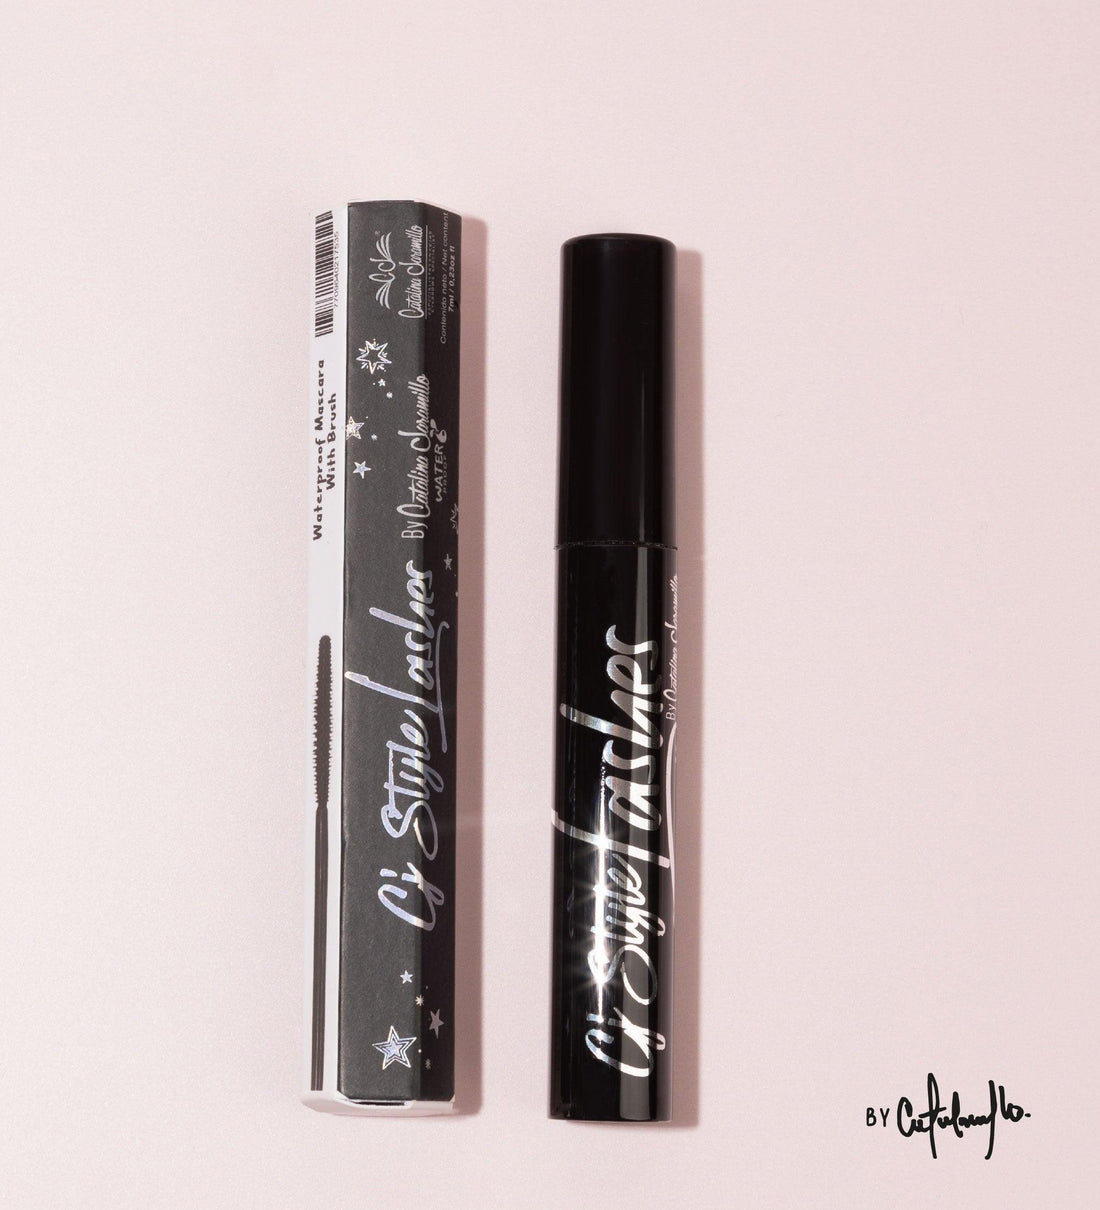 Waterproof Mascara
With Brush
Catalina Jaramillo
Contenido neto / Net content
7ml / 0,23oz fl
Cj Style Lashes
By Catalina Jaramillo
WATER
PROOF
Cj Style Lashes
By Catalina Jaramillo
BY